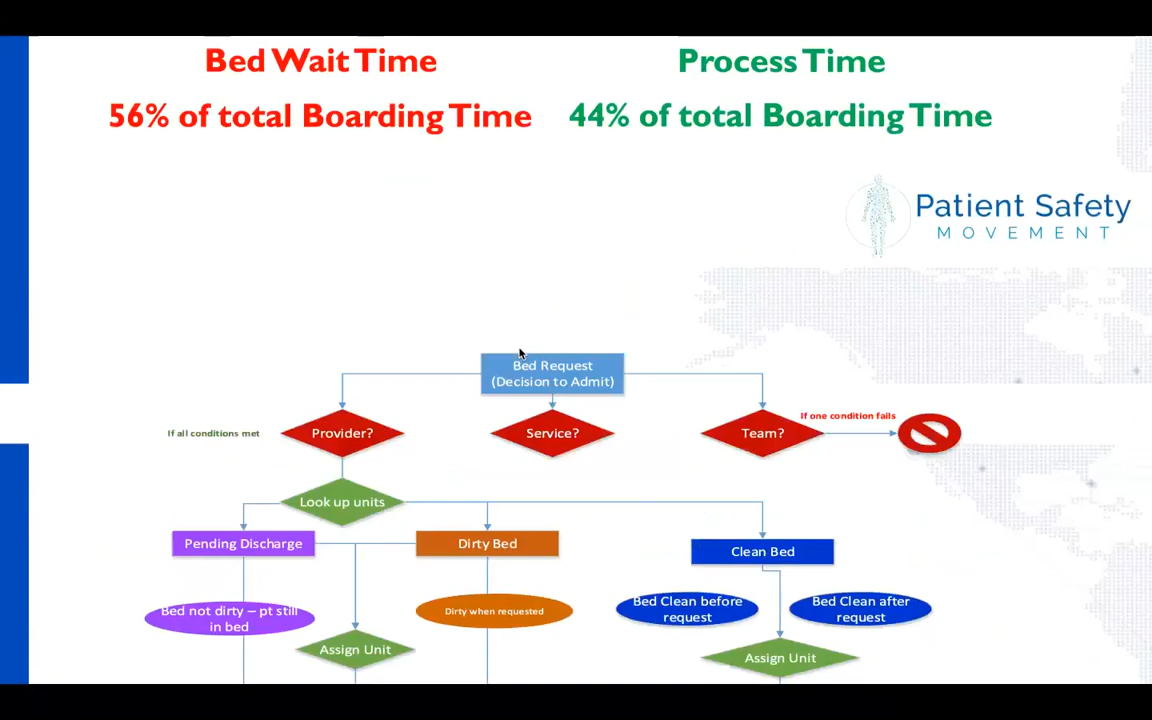 Bed Wait Time
Process Time
56% of total Boarding Time
44% of total Boarding Time
Patient Safety
MOVEMENT
Bed Request
(Decision to Admit)
If all conditions met
Provider?
Service?
Team?
If one condition fails
Look up units
Pending Discharge
Dirty Bed
Clean Bed
Bed not dirty – pt still
in bed
Dirty when requested
Bed Clean before
request
Bed Clean after
request
Assign Unit
Assign Unit